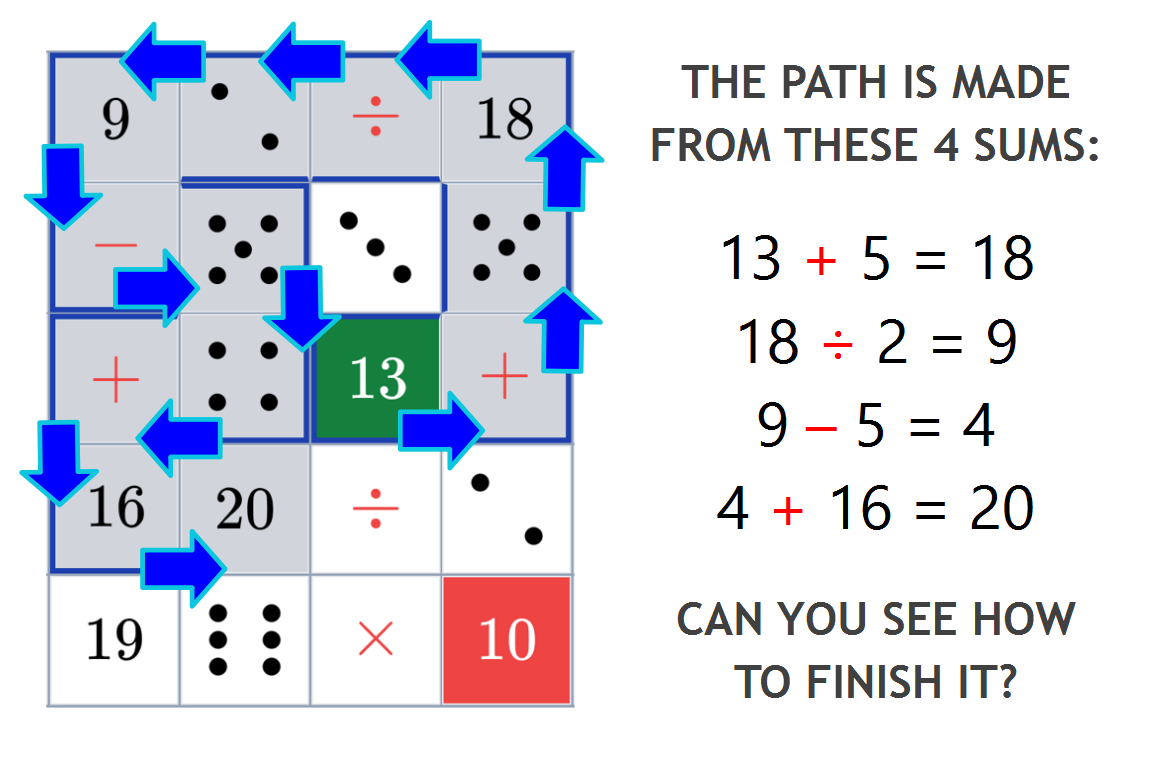 9 ÷ 18
−
+ 13 +
16 20 ÷
19 × 10
THE PATH IS MADE
FROM THESE 4 SUMS:
13 + 5 = 18
18 ÷ 2 = 9
9 – 5 = 4
4 + 16 = 20
CAN YOU SEE HOW
TO FINISH IT?